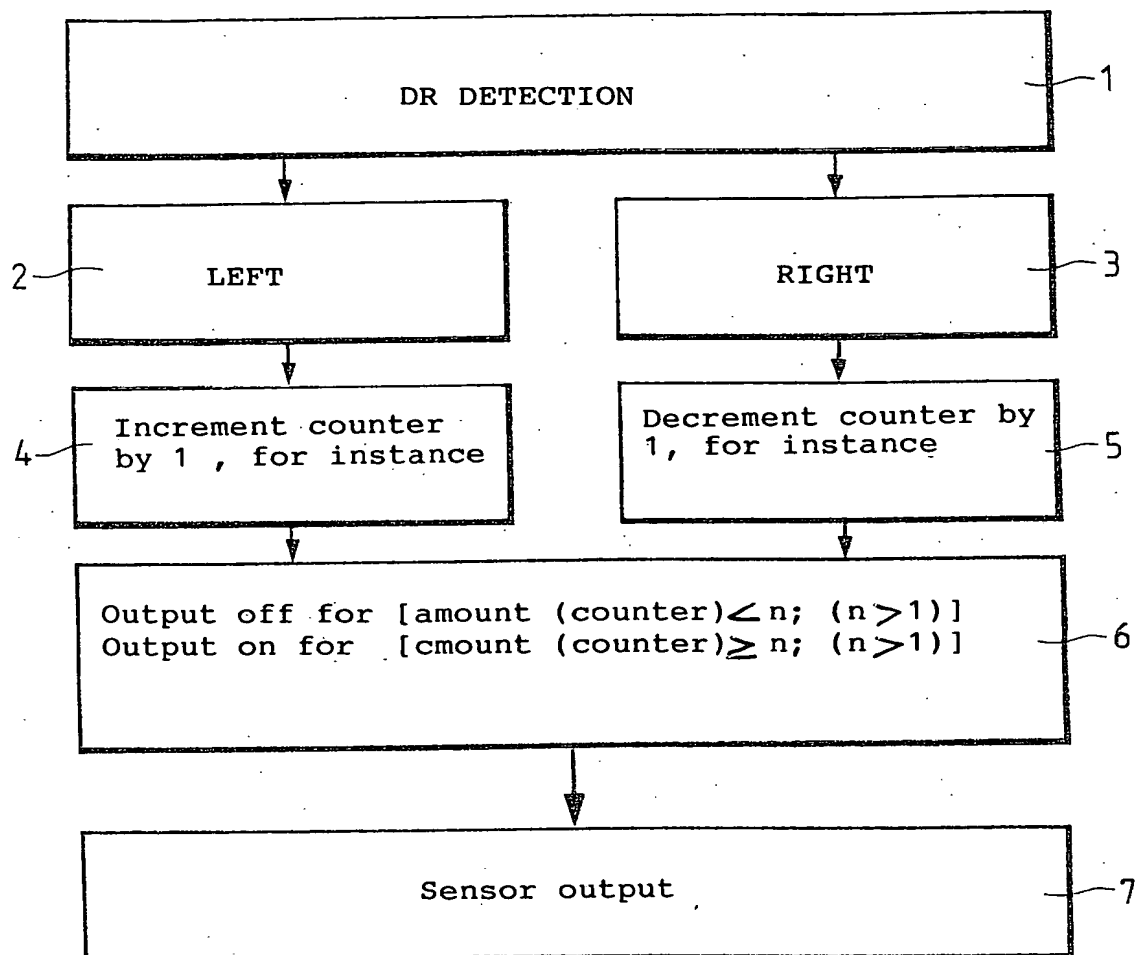 DR DETECTION
1
2
LEFT
RIGHT
3
4
Increment counter
by 1 , for instance
Decrement counter by
1, for instance
5
Output off for [amount (counter)< n; (n>1)]
Output on for [cmount (counter)≥ n; (n>1)]
6
Sensor output
7